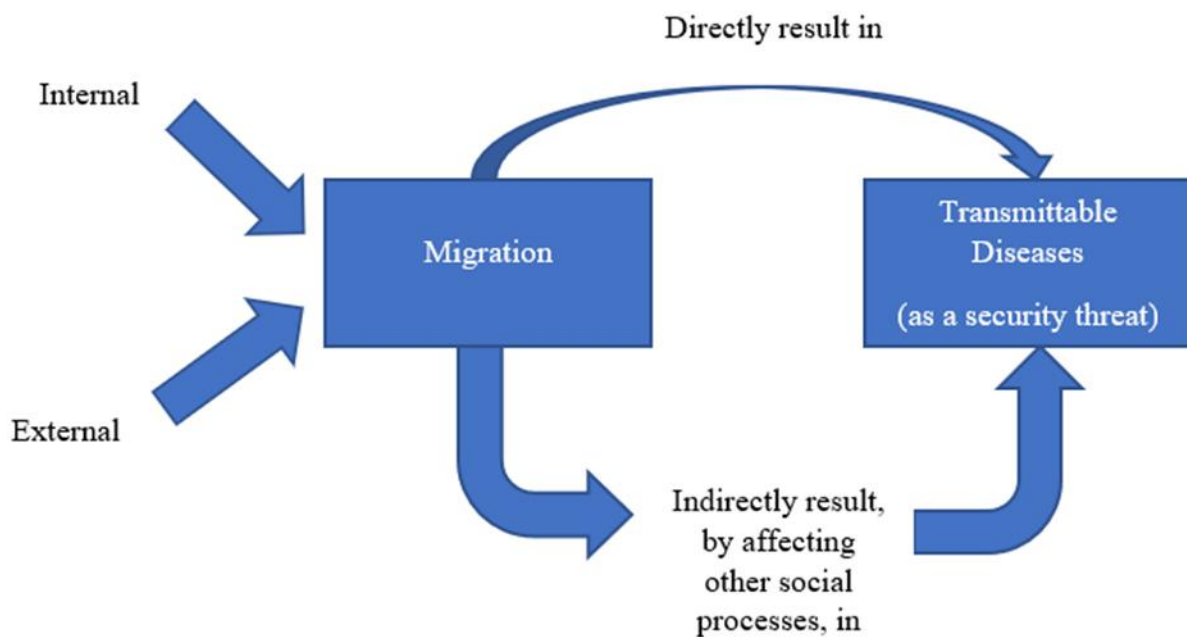 Directly result in
Internal
Migration
Transmittable
Diseases
(as a security threat)
External
Indirectly result,
by affecting
other social
processes, in